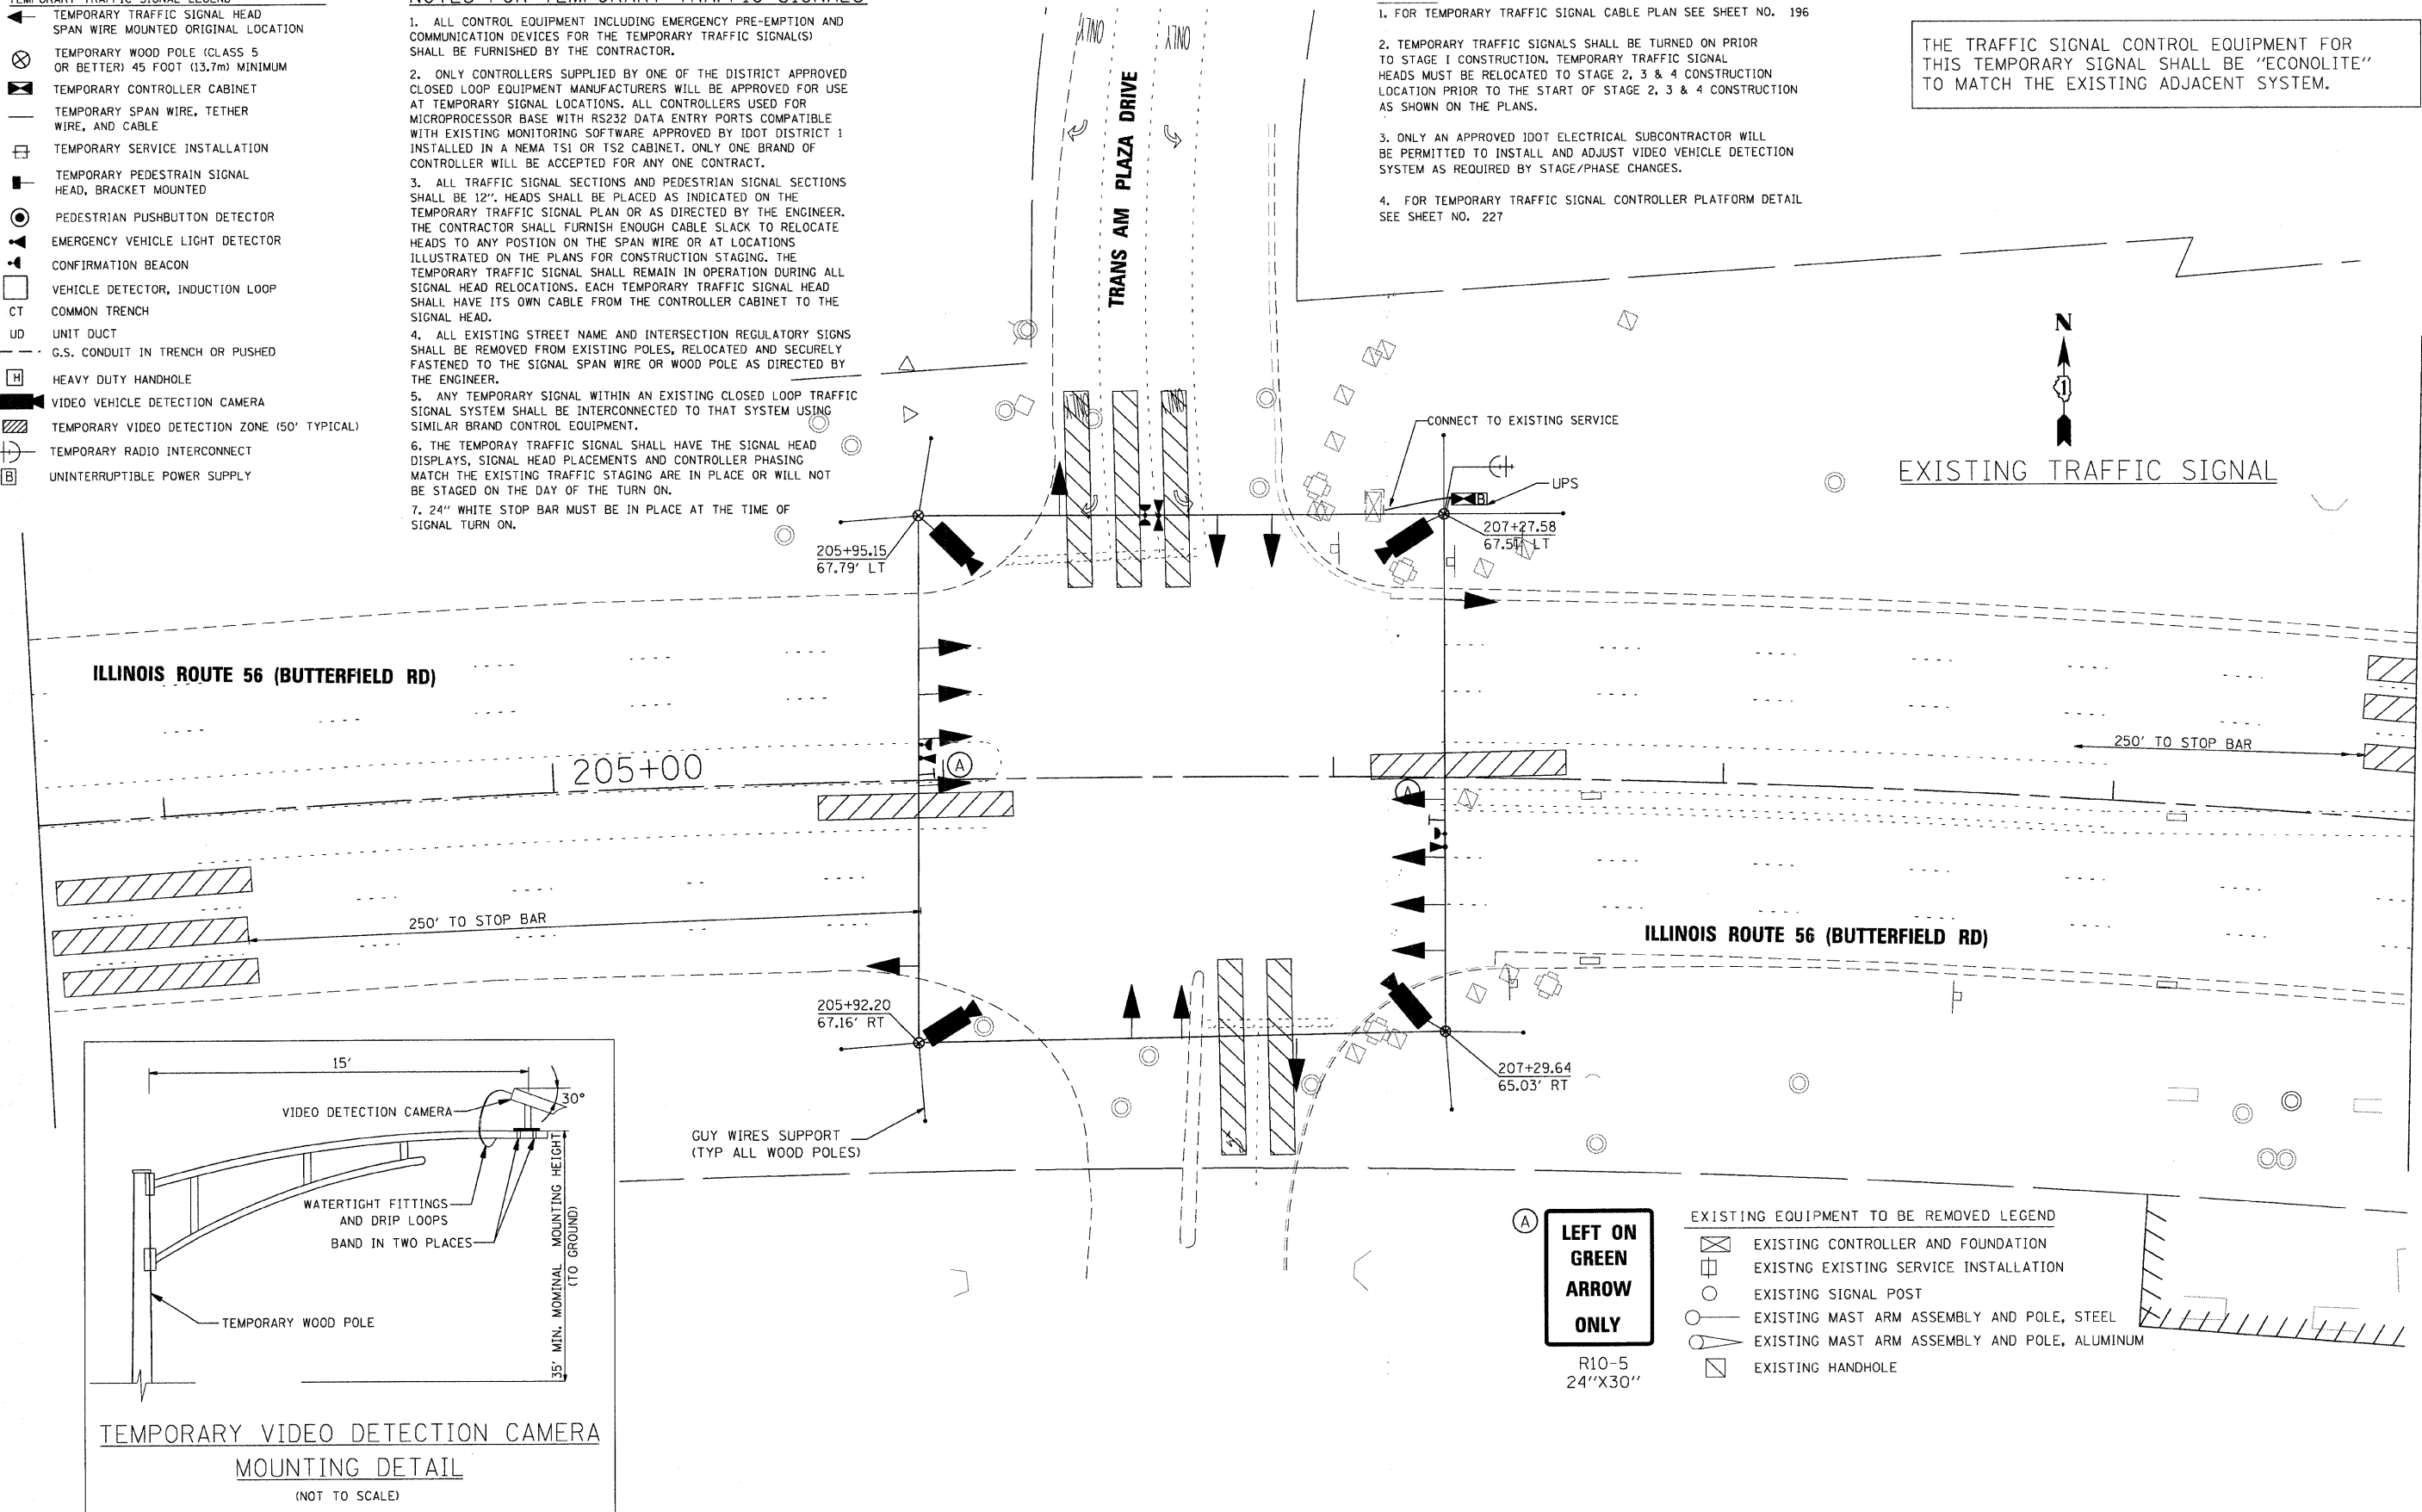 TEMPORARY TRAFFIC SIGNAL LEGEND
TEMPORARY TRAFFIC SIGNAL HEAD
SPAN WIRE MOUNTED ORIGINAL LOCATION
TEMPORARY WOOD POLE (CLASS 5
OR BETTER) 45 FOOT (13.7m) MINIMUM
TEMPORARY CONTROLLER CABINET
TEMPORARY SPAN WIRE, TETHER
WIRE, AND CABLE
TEMPORARY SERVICE INSTALLATION
TEMPORARY PEDESTRAIN SIGNAL
HEAD, BRACKET MOUNTED
PEDESTRIAN PUSHBUTTON DETECTOR
EMERGENCY VEHICLE LIGHT DETECTOR
CONFIRMATION BEACON
VEHICLE DETECTOR, INDUCTION LOOP
CT COMMON TRENCH
UD UNIT DUCT
G.S. CONDUIT IN TRENCH OR PUSHED
H HEAVY DUTY HANDHOLE
VIDEO VEHICLE DETECTION CAMERA
TEMPORARY VIDEO DETECTION ZONE (50' TYPICAL)
TEMPORARY RADIO INTERCONNECT
B UNINTERRUPTIBLE POWER SUPPLY
NOTES FOR TEMPORARY TRAFFIC SIGNALS
1. ALL CONTROL EQUIPMENT INCLUDING EMERGENCY PRE-EMPTION AND
COMMUNICATION DEVICES FOR THE TEMPORARY TRAFFIC SIGNAL(S)
SHALL BE FURNISHED BY THE CONTRACTOR.
2. ONLY CONTROLLERS SUPPLIED BY ONE OF THE DISTRICT APPROVED
CLOSED LOOP EQUIPMENT MANUFACTURERS WILL BE APPROVED FOR USE
AT TEMPORARY SIGNAL LOCATIONS. ALL CONTROLLERS USED FOR
MICROPROCESSOR BASE WITH RS232 DATA ENTRY PORTS COMPATIBLE
WITH EXISTING MONITORING SOFTWARE APPROVED BY IDOT DISTRICT 1
INSTALLED IN A NEMA TS1 OR TS2 CABINET. ONLY ONE BRAND OF
CONTROLLER WILL BE ACCEPTED FOR ANY ONE CONTRACT.
3. ALL TRAFFIC SIGNAL SECTIONS AND PEDESTRIAN SIGNAL SECTIONS
SHALL BE 12". HEADS SHALL BE PLACED AS INDICATED ON THE
TEMPORARY TRAFFIC SIGNAL PLAN OR AS DIRECTED BY THE ENGINEER.
THE CONTRACTOR SHALL FURNISH ENOUGH CABLE SLACK TO RELOCATE
HEADS TO ANY POSTION ON THE SPAN WIRE OR AT LOCATIONS
ILLUSTRATED ON THE PLANS FOR CONSTRUCTION STAGING. THE
TEMPORARY TRAFFIC SIGNAL SHALL REMAIN IN OPERATION DURING ALL
SIGNAL HEAD RELOCATIONS. EACH TEMPORARY TRAFFIC SIGNAL HEAD
SHALL HAVE ITS OWN CABLE FROM THE CONTROLLER CABINET TO THE
SIGNAL HEAD.
4. ALL EXISTING STREET NAME AND INTERSECTION REGULATORY SIGNS
SHALL BE REMOVED FROM EXISTING POLES, RELOCATED AND SECURELY
FASTENED TO THE SIGNAL SPAN WIRE OR WOOD POLE AS DIRECTED BY
THE ENGINEER.
5. ANY TEMPORARY SIGNAL WITHIN AN EXISTING CLOSED LOOP TRAFFIC
SIGNAL SYSTEM SHALL BE INTERCONNECTED TO THAT SYSTEM USING
SIMILAR BRAND CONTROL EQUIPMENT.
6. THE TEMPORAY TRAFFIC SIGNAL SHALL HAVE THE SIGNAL HEAD
DISPLAYS, SIGNAL HEAD PLACEMENTS AND CONTROLLER PHASING
MATCH THE EXISTING TRAFFIC STAGING ARE IN PLACE OR WILL NOT
BE STAGED ON THE DAY OF THE TURN ON.
7. 24" WHITE STOP BAR MUST BE IN PLACE AT THE TIME OF
SIGNAL TURN ON.
1. FOR TEMPORARY TRAFFIC SIGNAL CABLE PLAN SEE SHEET NO. 196
2. TEMPORARY TRAFFIC SIGNALS SHALL BE TURNED ON PRIOR
TO STAGE I CONSTRUCTION. TEMPORARY TRAFFIC SIGNAL
HEADS MUST BE RELOCATED TO STAGE 2, 3 & 4 CONSTRUCTION
LOCATION PRIOR TO THE START OF STAGE 2, 3 & 4 CONSTRUCTION
AS SHOWN ON THE PLANS.
3. ONLY AN APPROVED IDOT ELECTRICAL SUBCONTRACTOR WILL
BE PERMITTED TO INSTALL AND ADJUST VIDEO VEHICLE DETECTION
SYSTEM AS REQUIRED BY STAGE/PHASE CHANGES.
4. FOR TEMPORARY TRAFFIC SIGNAL CONTROLLER PLATFORM DETAIL
SEE SHEET NO. 227
THE TRAFFIC SIGNAL CONTROL EQUIPMENT FOR
THIS TEMPORARY SIGNAL SHALL BE "ECONOLITE"
TO MATCH THE EXISTING ADJACENT SYSTEM.
ONLY
ONLY
TRANS AM PLAZA DRIVE
N
1
EXISTING TRAFFIC SIGNAL
CONNECT TO EXISTING SERVICE
B
UPS
205+95.15
67.79' LT
207+27.58
67.51' LT
ONLY
ONLY
ILLINOIS ROUTE 56 (BUTTERFIELD RD)
205+00
A
A
250' TO STOP BAR
250' TO STOP BAR
ILLINOIS ROUTE 56 (BUTTERFIELD RD)
205+92.20
67.16' RT
207+29.64
65.03' RT
GUY WIRES SUPPORT
(TYP ALL WOOD POLES)
15'
30°
VIDEO DETECTION CAMERA
WATERTIGHT FITTINGS
AND DRIP LOOPS
BAND IN TWO PLACES
35' MIN. MOMINAL MOUNTING HEIGHT
(TO GROUND)
TEMPORARY WOOD POLE
TEMPORARY VIDEO DETECTION CAMERA
MOUNTING DETAIL
(NOT TO SCALE)
A
LEFT ON
GREEN
ARROW
ONLY
R10-5
24"X30"
EXISTING EQUIPMENT TO BE REMOVED LEGEND
EXISTING CONTROLLER AND FOUNDATION
EXISTNG EXISTING SERVICE INSTALLATION
EXISTING SIGNAL POST
EXISTING MAST ARM ASSEMBLY AND POLE, STEEL
EXISTING MAST ARM ASSEMBLY AND POLE, ALUMINUM
EXISTING HANDHOLE